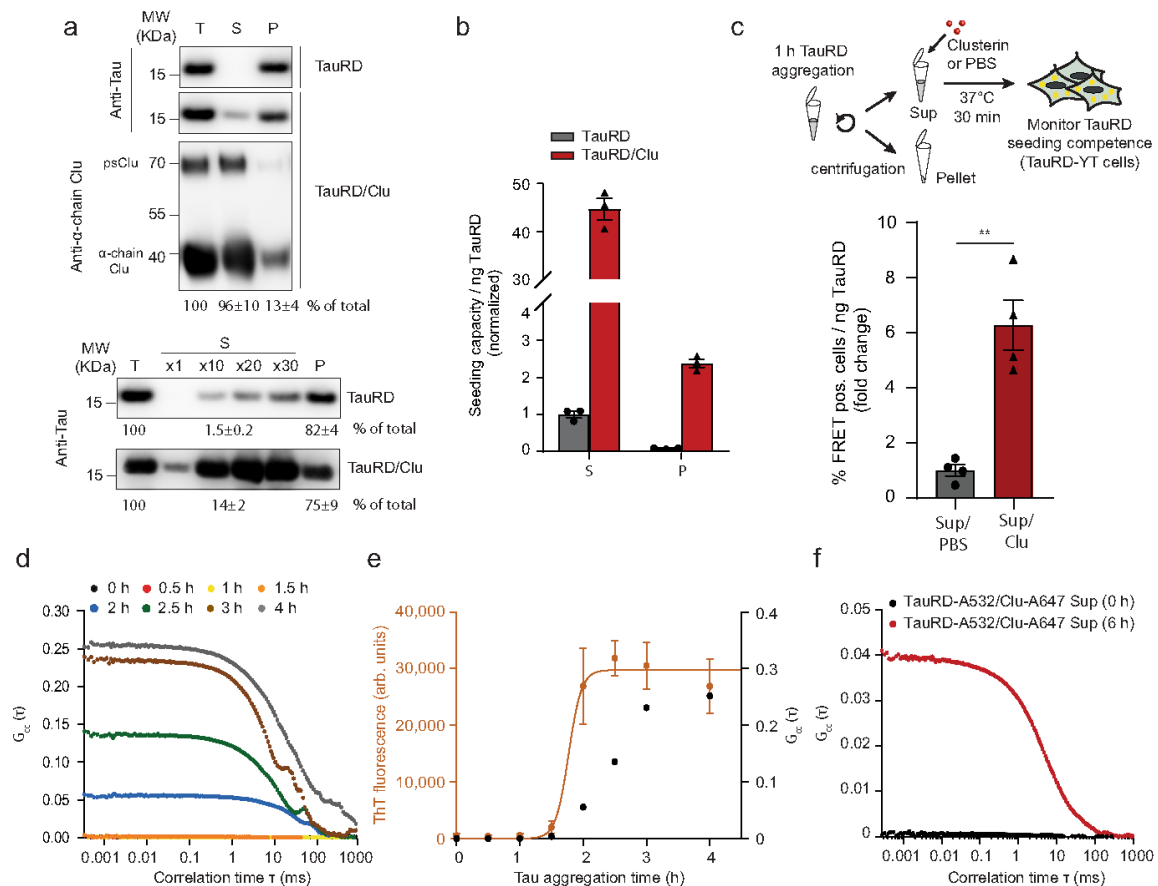 a
MW
(KDa)
T S P
Anti-Tau
15
TauRD
15
Anti-α-chain Clu
psClu
70
55
α-chain
Clu
40
TauRD/Clu
100 96±10 13±4 % of total
MW
(KDa)
S
T x1 x10 x20 x30 P
Anti-Tau
15
TauRD
100 1.5±0.2 82±4 % of total
15
TauRD/Clu
100 14±2 75±9 % of total
b
TauRD
TauRD/Clu
Seeding capacity / ng TauRD
(normalized)
50
40
30
4
2
1
0
S P
c
1 h TauRD
aggregation
centrifugation
Sup
Pellet
Clusterin
or PBS
37°C
30 min
Monitor TauRD
seeding competence
(TauRD-YT cells)
% FRET pos. cells / ng TauRD
(fold change)
10
8
6
4
2
0
**
Sup/
PBS
Sup/
Clu
d
0 h 0.5 h 1 h 1.5 h
2 h 2.5 h 3 h 4 h
Gcc (τ)
0.30
0.25
0.20
0.15
0.10
0.05
0.00
0.001 0.01 0.1 1 10 100 1000
Correlation time τ (ms)
e
ThT fluorescence (arb. units)
40,000
30,000
20,000
10,000
0
0 1 2 3 4
Tau aggregation time (h)
0.4
0.3
0.2
0.1
0
Gcc (τ)
f
TauRD-A532/Clu-A647 Sup (0 h)
TauRD-A532/Clu-A647 Sup (6 h)
Gcc (τ)
0.05
0.04
0.03
0.02
0.01
0
0.001 0.01 0.1 1 10 100 1000
Correlation time τ (ms)